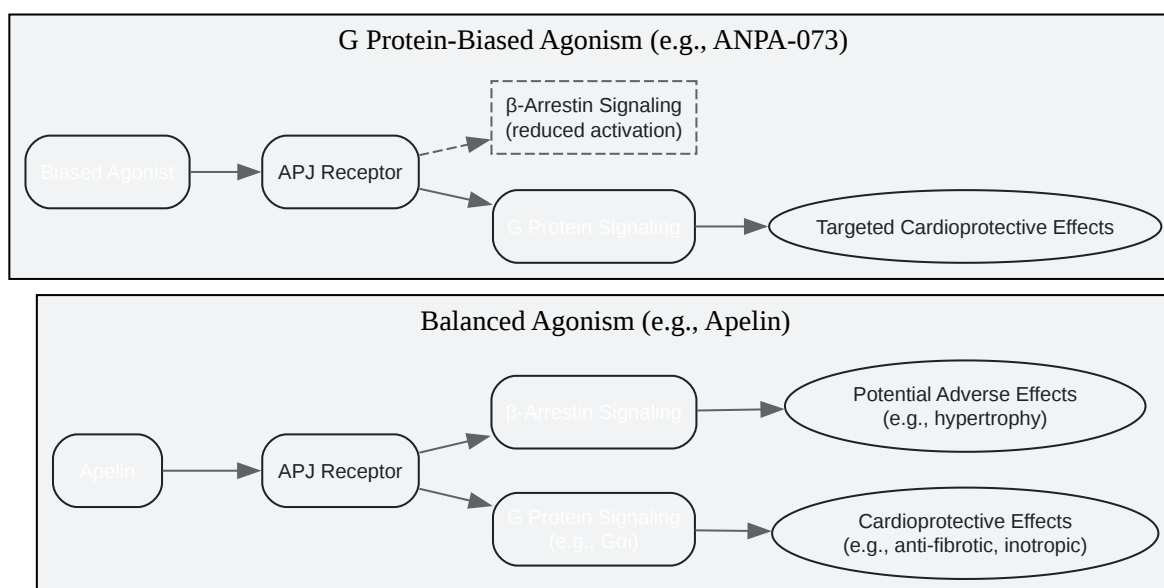 G Protein-Biased Agonism (e.g., ANPA-073)
β-Arrestin Signaling
(reduced activation)
Biased Agonist
APJ Receptor
G Protein Signaling
Targeted Cardioprotective Effects
Balanced Agonism (e.g., Apelin)
β-Arrestin Signaling
Potential Adverse Effects
(e.g., hypertrophy)
Apelin
APJ Receptor
G Protein Signaling
(e.g., Gαi)
Cardioprotective Effects
(e.g., anti-fibrotic, inotropic)